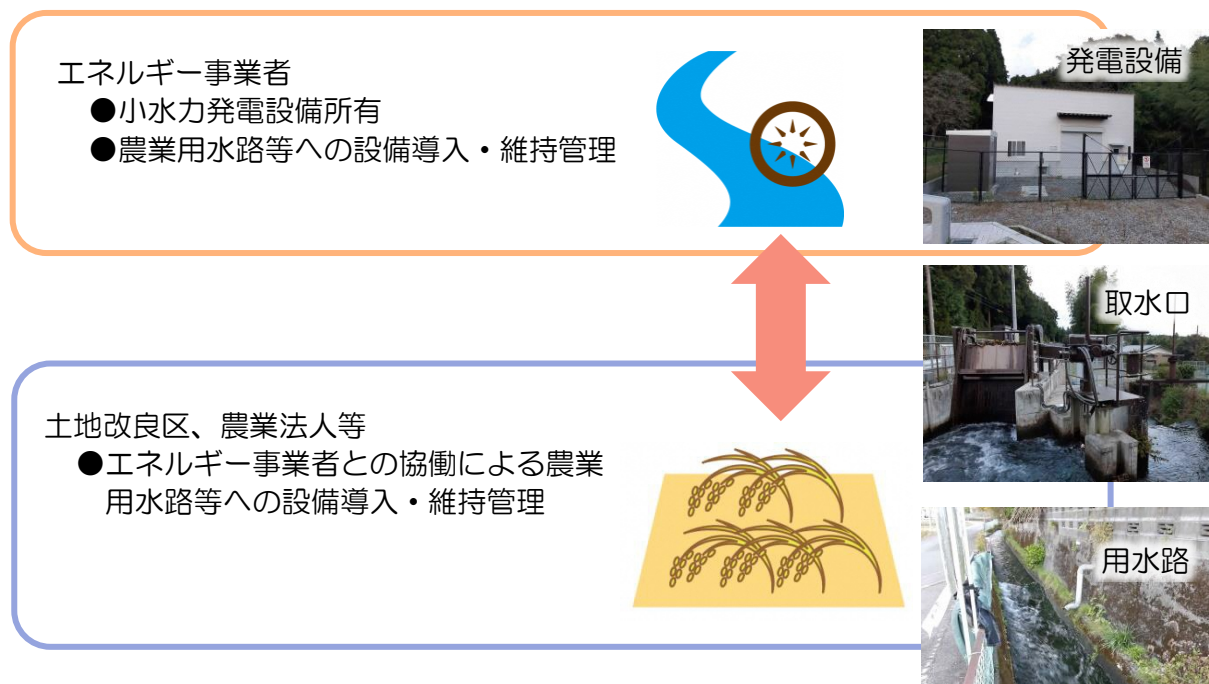 エネルギー事業者
●小水力発電設備所有
●農業用水路等への設備導入・維持管理
発電設備
取水口
土地改良区、農業法人等
●エネルギー事業者との協働による農業
用水路等への設備導入・維持管理
用水路